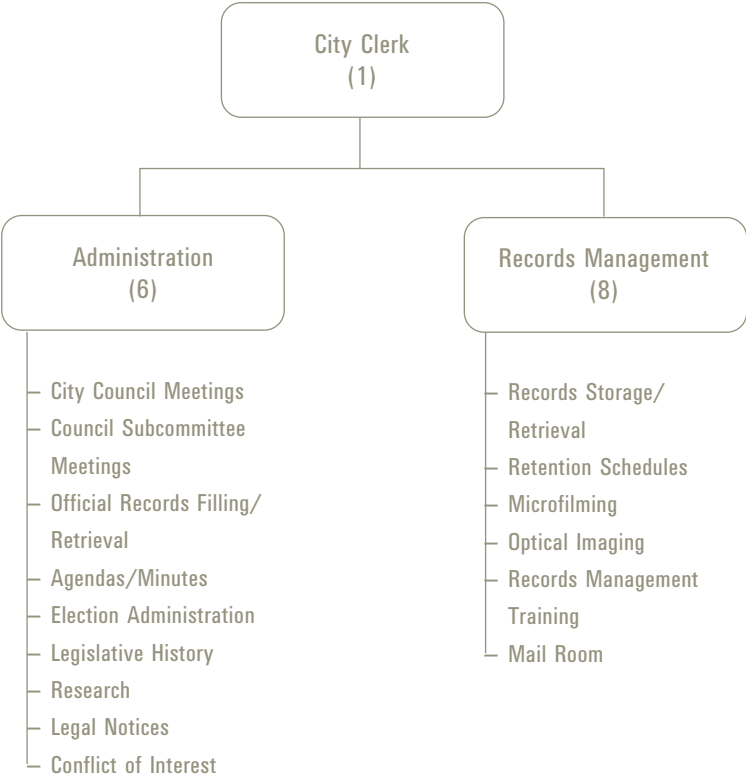 City Clerk
(1)
Administration
(6)
– City Council Meetings
– Council Subcommittee
Meetings
– Official Records Filling/
Retrieval
– Agendas/Minutes
– Election Administration
– Legislative History
– Research
– Legal Notices
– Conflict of Interest
Records Management
(8)
– Records Storage/
Retrieval
– Retention Schedules
– Microfilming
– Optical Imaging
– Records Management
Training
– Mail Room